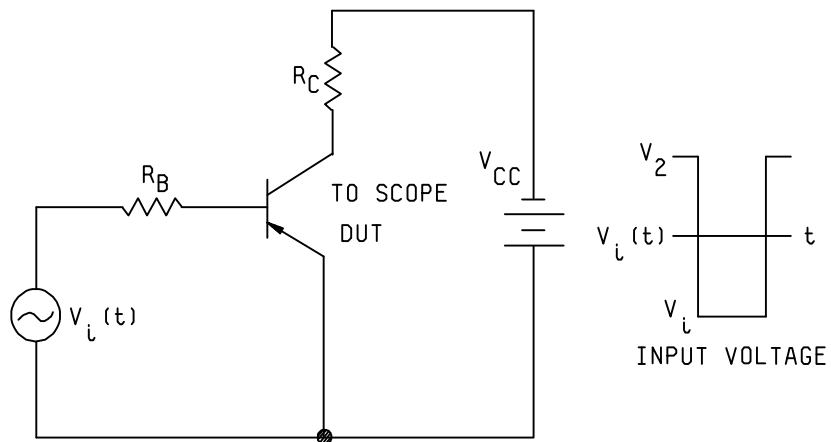 R_C
R_B
TO SCOPE
DUT
V_CC
V_i(t)
V_2
V_i(t)
t
V_i
INPUT VOLTAGE